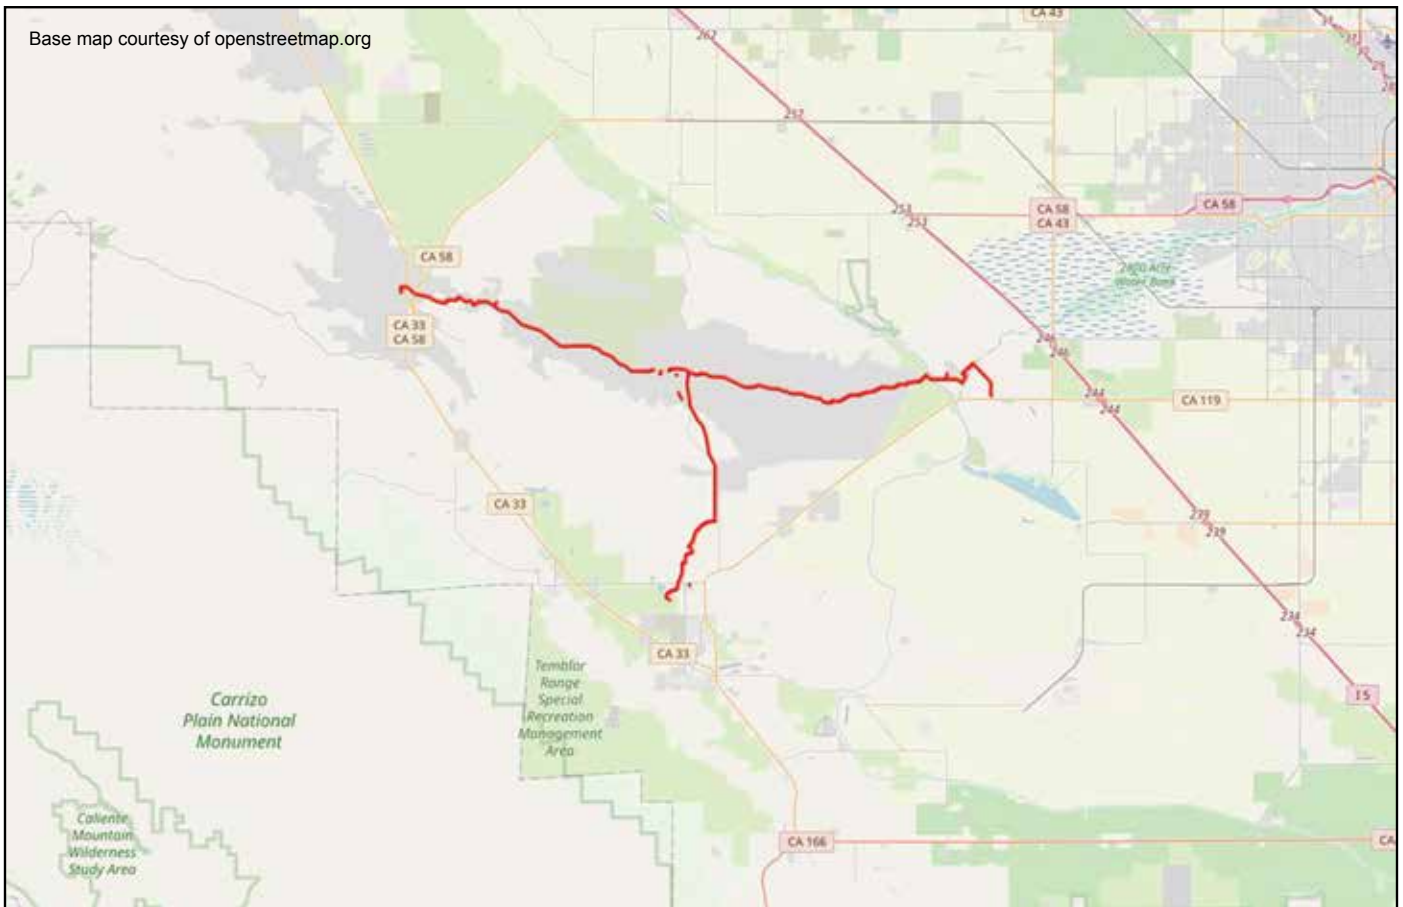 Base map courtesy of openstreetmap.org
CA 43
262
257
253
253
CA 58
CA 43
CA 58
CA 58
2800 Acre
Water Bank
CA 33
CA 58
246
246
244
244
CA 119
CA 33
239
239
234
234
CA 33
I 5
Temblor
Range
Special
Recreation
Management
Area
Carrizo
Plain National
Monument
Caliente
Mountain
Wilderness
Study Area
CA 166
CA